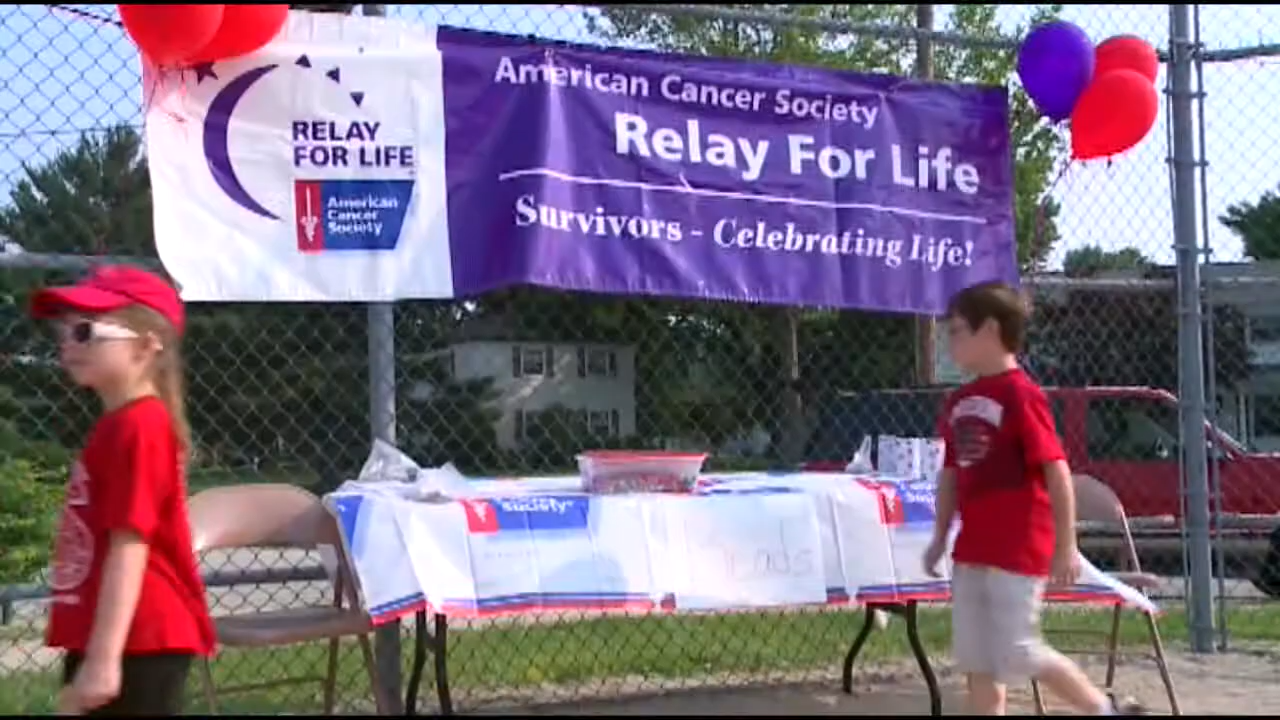 RELAY
FOR LIFE
American
Cancer
Society
American Cancer Society
Relay For Life
Survivors - Celebrating Life!
Society